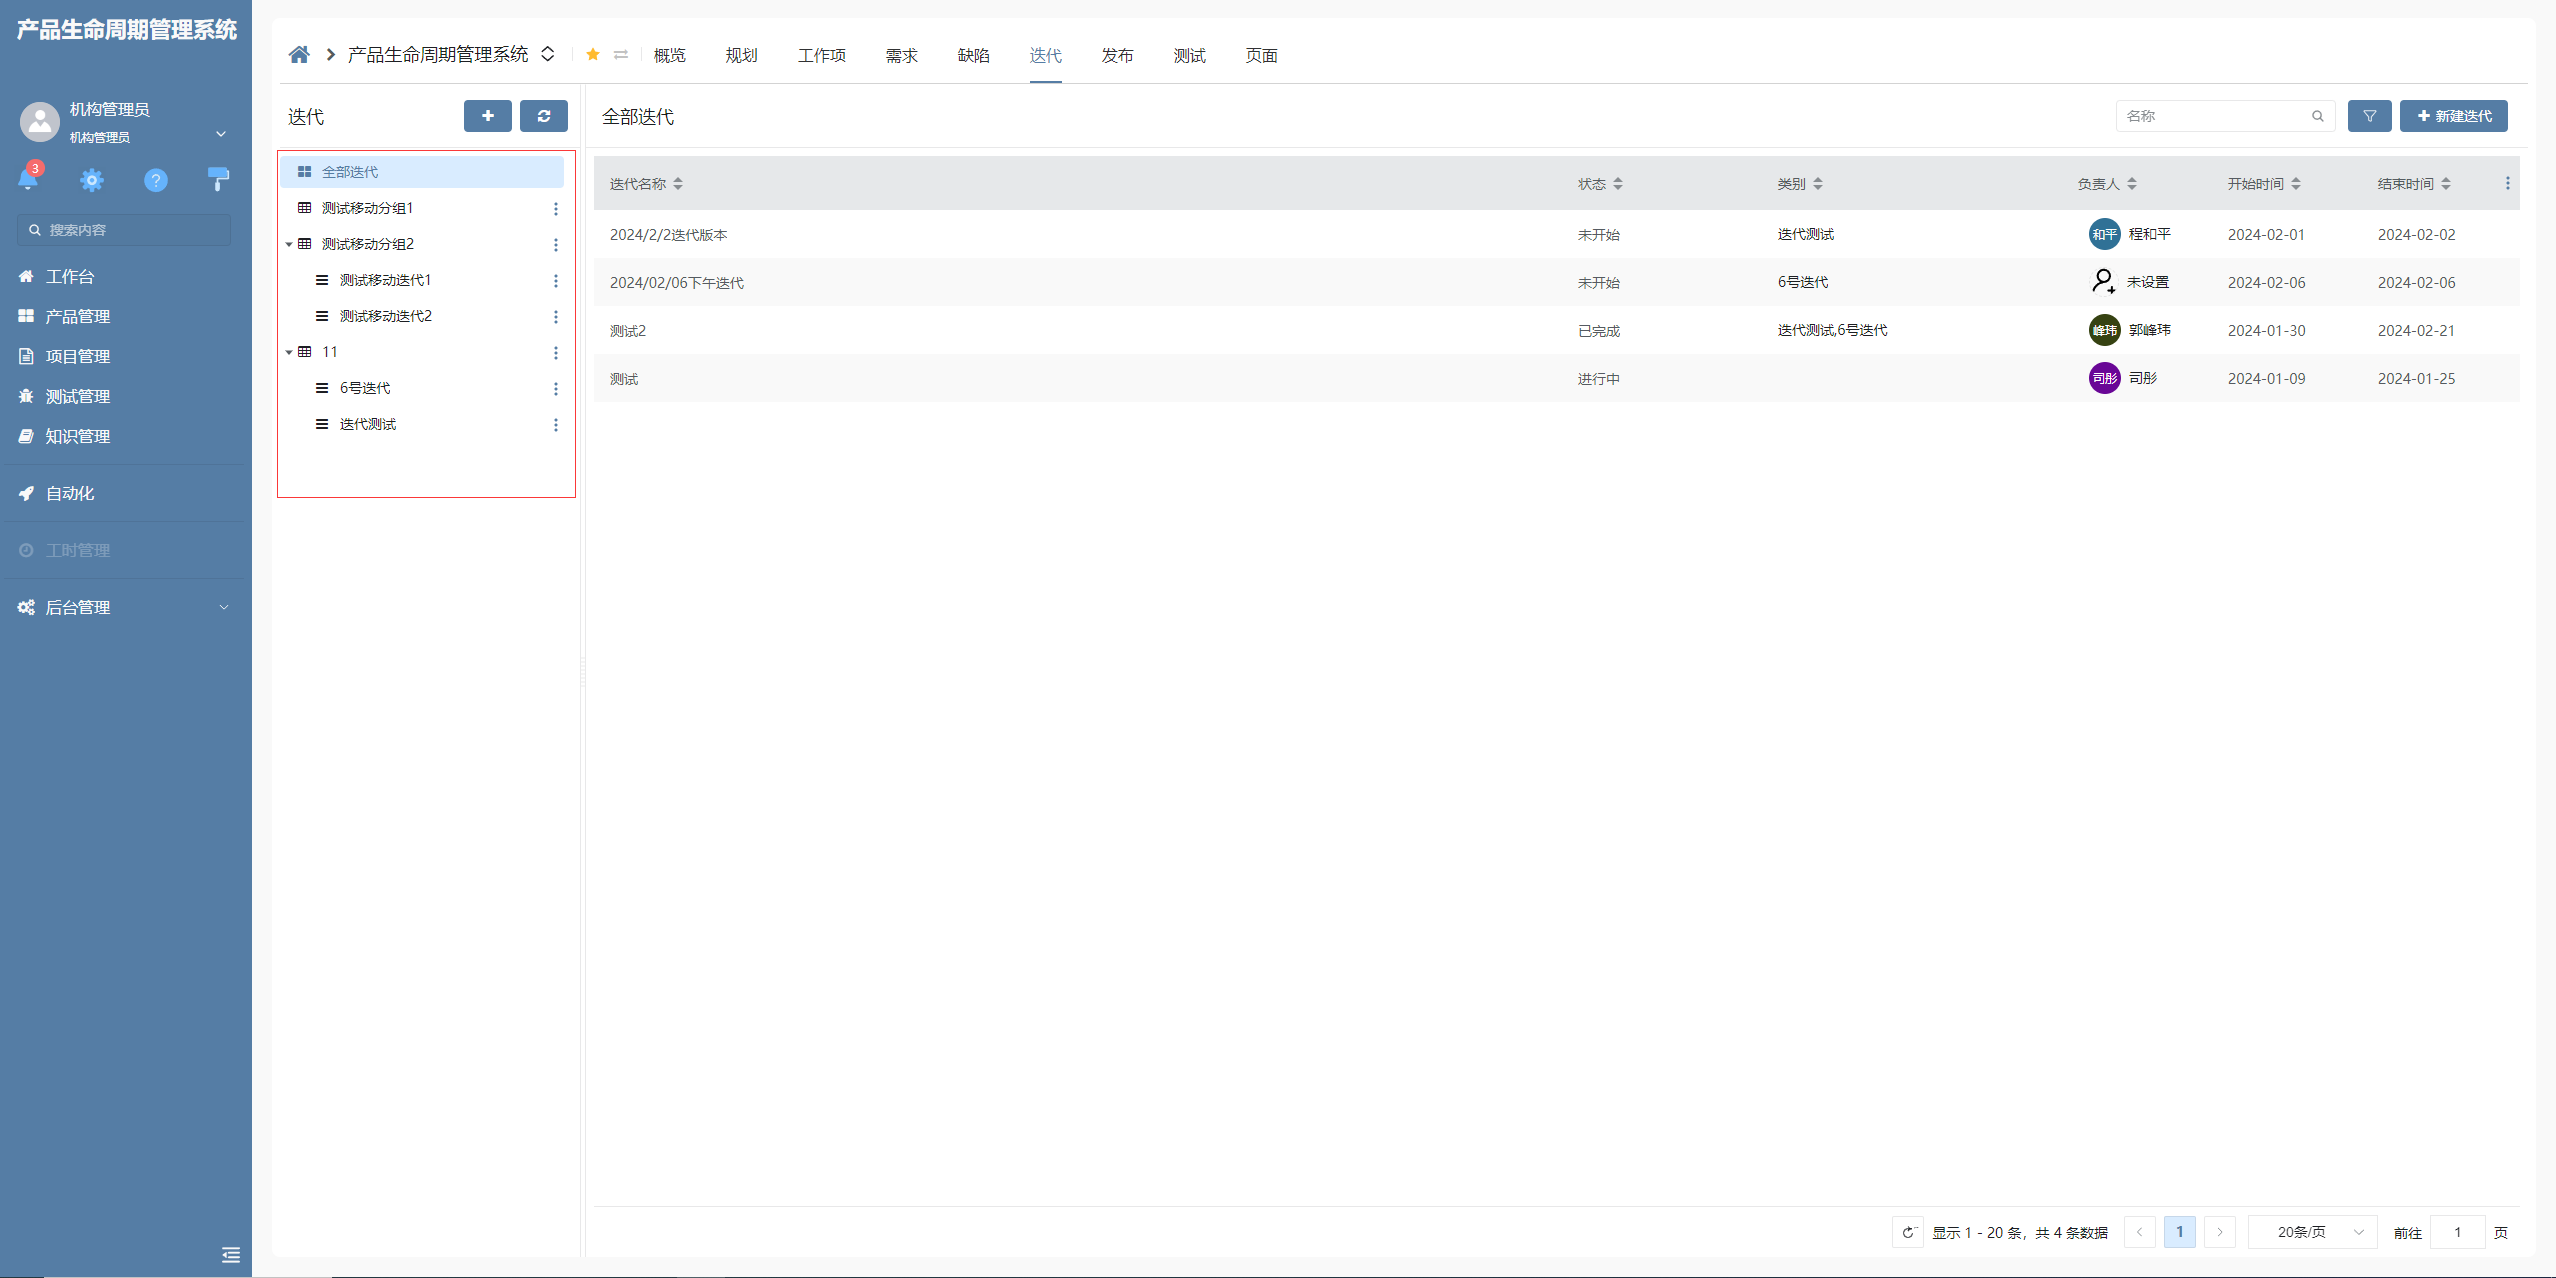 产品生命周期管理系统
机构管理员
机构管理员
3
搜索内容
工作台
产品管理
项目管理
测试管理
知识管理
自动化
工时管理
后台管理
产品生命周期管理系统 概览 规划 工作项 需求 缺陷 迭代 发布 测试 页面
迭代
全部迭代
测试移动分组1
测试移动分组2
测试移动迭代1
测试移动迭代2
11
6号迭代
迭代测试
全部迭代 名称 新建迭代
迭代名称 状态 类别 负责人 开始时间 结束时间
2024/2/2迭代版本 未开始 迭代测试 和平 程和平 2024-02-01 2024-02-02
2024/02/06下午迭代 未开始 6号迭代 未设置 2024-02-06 2024-02-06
测试2 已完成 迭代测试,6号迭代 峰玮 郭峰玮 2024-01-30 2024-02-21
测试 进行中 司彤 司彤 2024-01-09 2024-01-25
显示 1 - 20 条，共 4 条数据 1 20条/页 前往 1 页